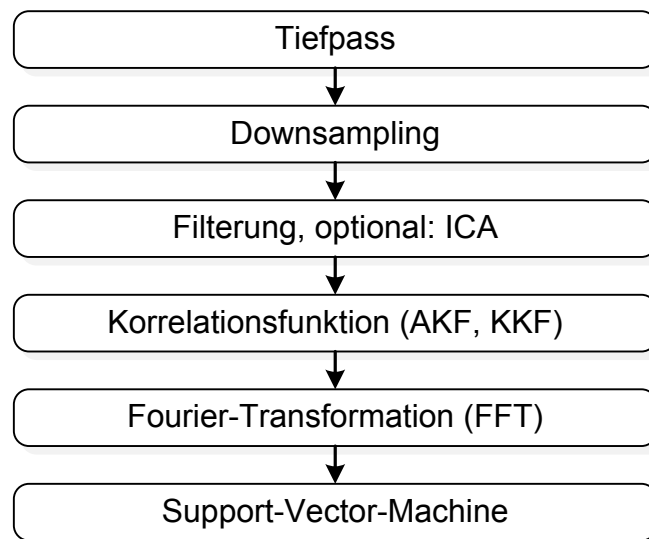 Tiefpass
Downsampling
Filterung, optional: ICA
Korrelationsfunktion (AKF, KKF)
Fourier-Transformation (FFT)
Support-Vector-Machine